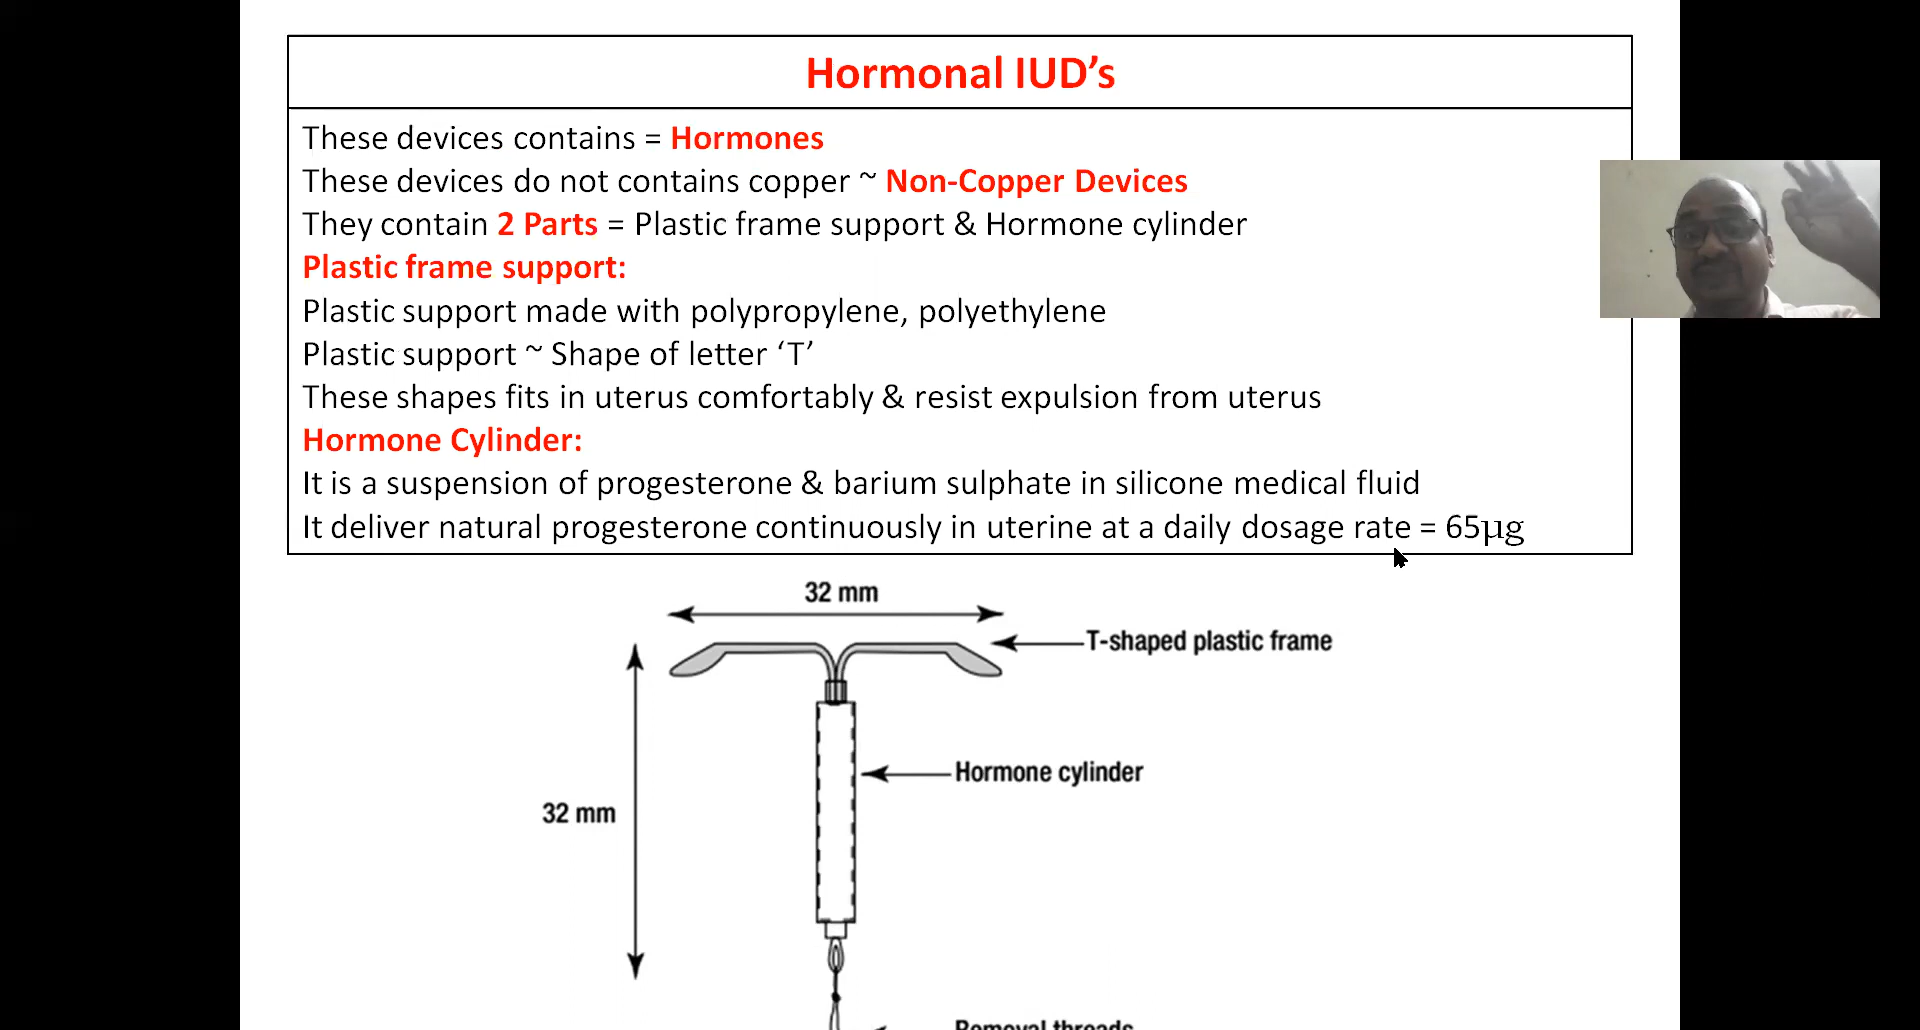 Hormonal IUD’s
These devices contains = Hormones
These devices do not contains copper ~ Non-Copper Devices
They contain 2 Parts = Plastic frame support & Hormone cylinder
Plastic frame support:
Plastic support made with polypropylene, polyethylene
Plastic support ~ Shape of letter ‘T’
These shapes fits in uterus comfortably & resist expulsion from uterus
Hormone Cylinder:
It is a suspension of progesterone & barium sulphate in silicone medical fluid
It deliver natural progesterone continuously in uterine at a daily dosage rate = 65µg
32 mm
T-shaped plastic frame
Hormone cylinder
32 mm
Removal threads